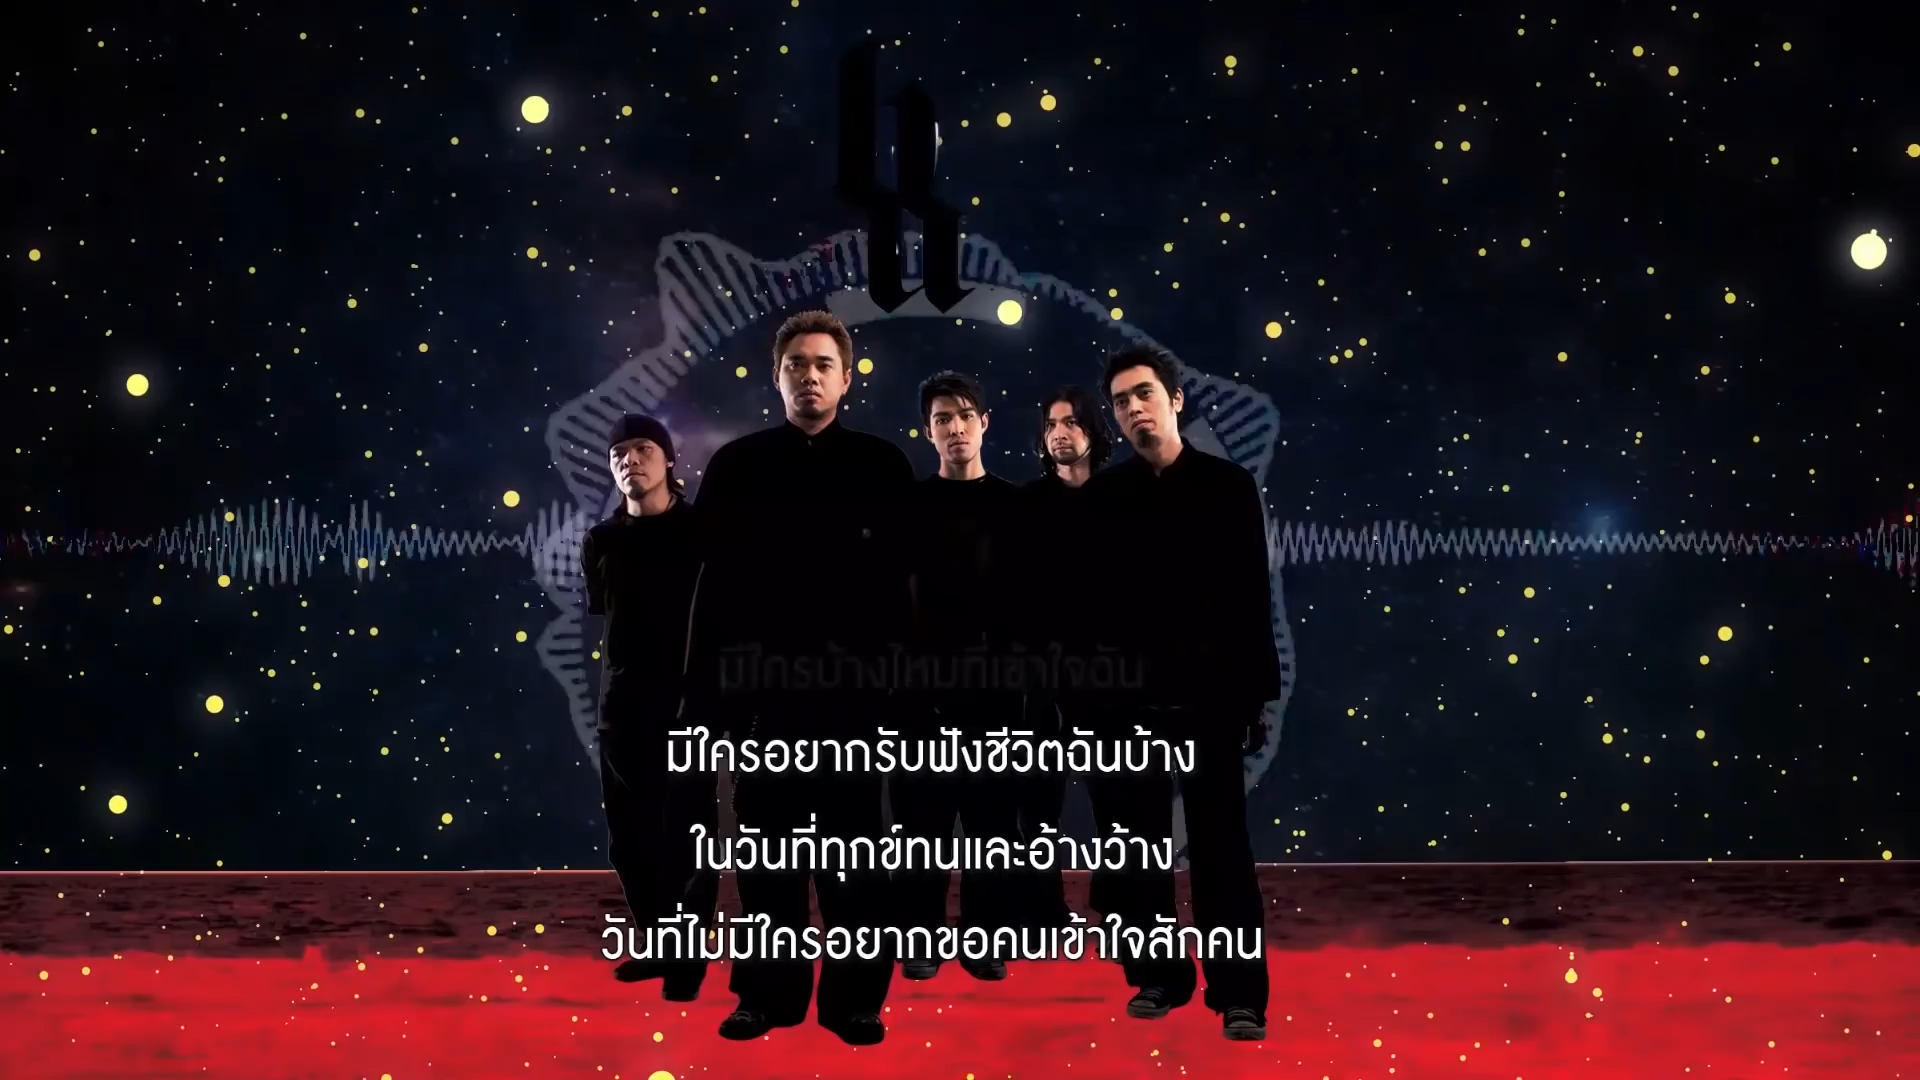 มีใครบ้างไหมที่เข้าใจฉัน
มีใครอยากรับฟังชีวิตฉันบ้าง
ในวันที่ทุกข์ทนและอ้างว้าง
วันที่ไม่มีใครอยากขอคนเข้าใจสักคน